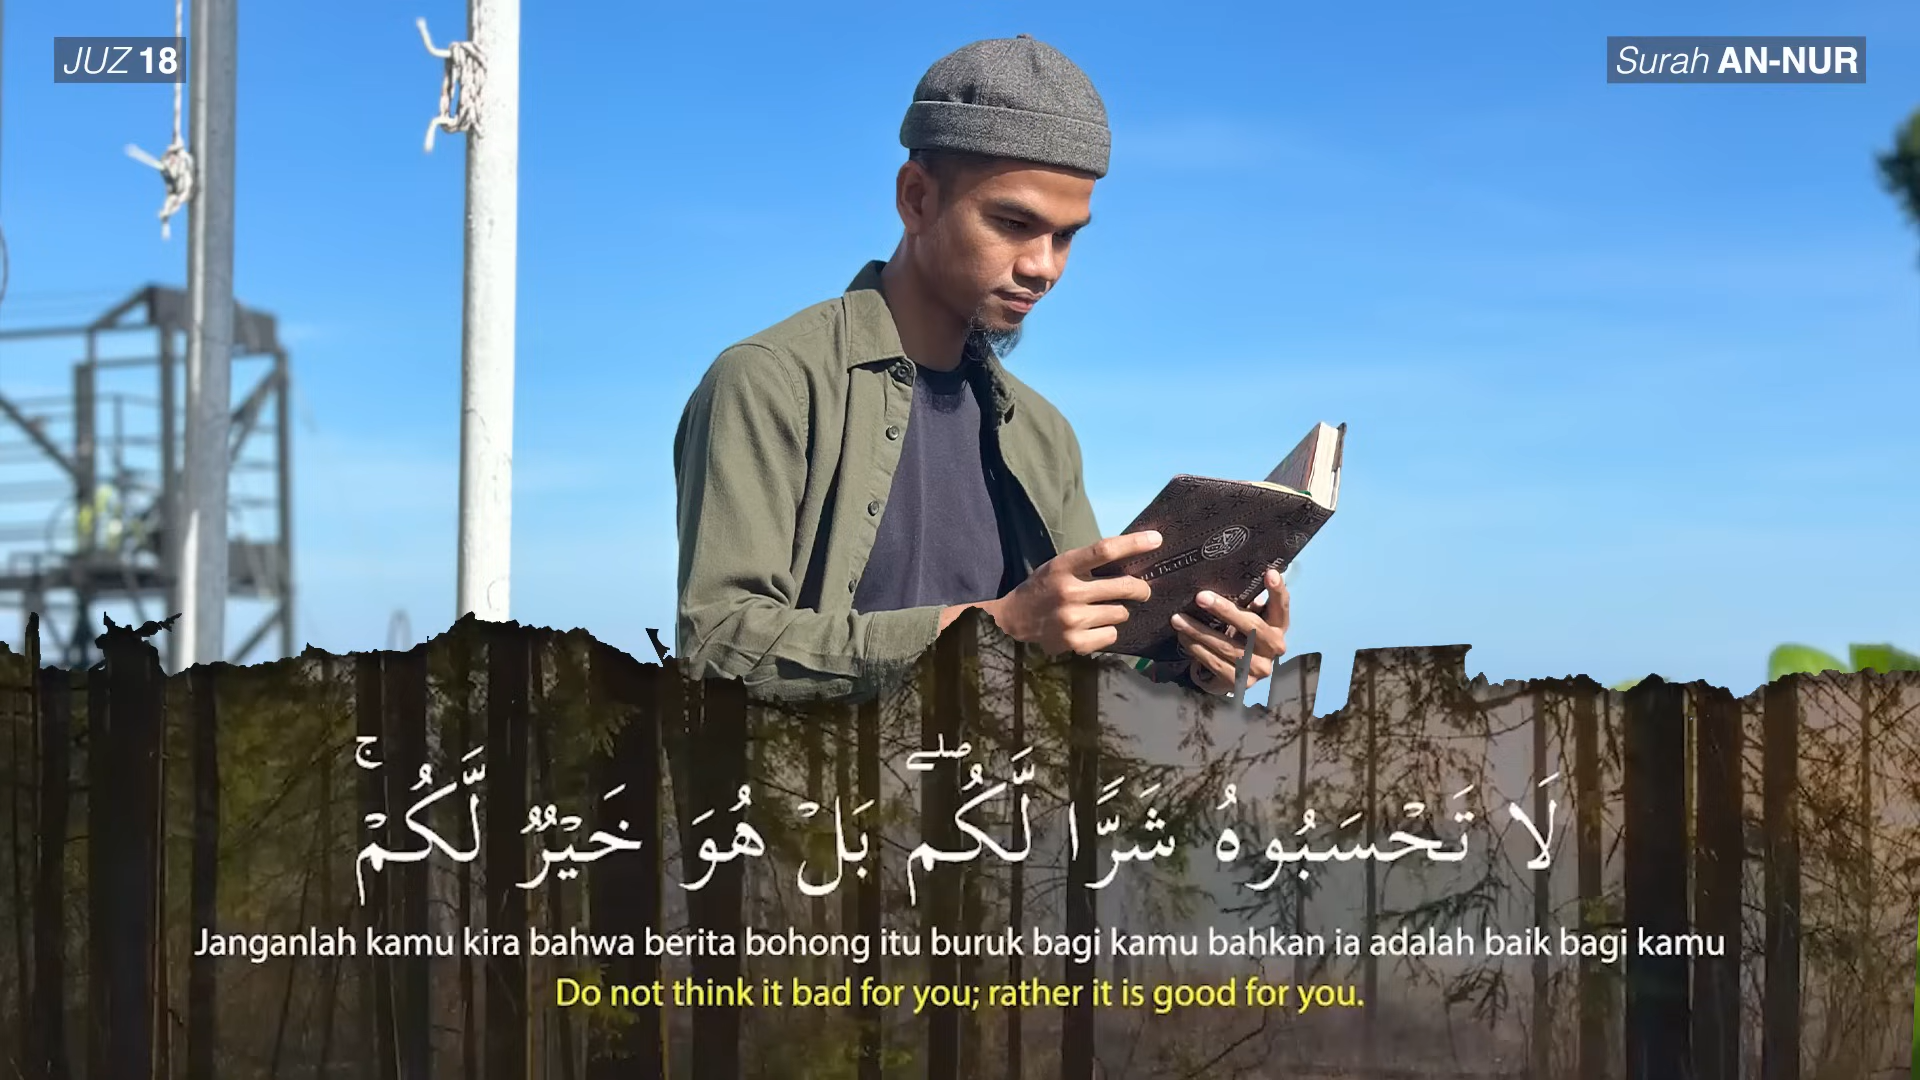 JUZ 18
Surah AN-NUR
لَا تَحْسَبُوهُ شَرًّا لَّكُم ۖ بَلْ هُوَ خَيْرٌ لَّكُمْ ۚ
Janganlah kamu kira bahwa berita bohong itu buruk bagi kamu bahkan ia adalah baik bagi kamu
Do not think it bad for you; rather it is good for you.